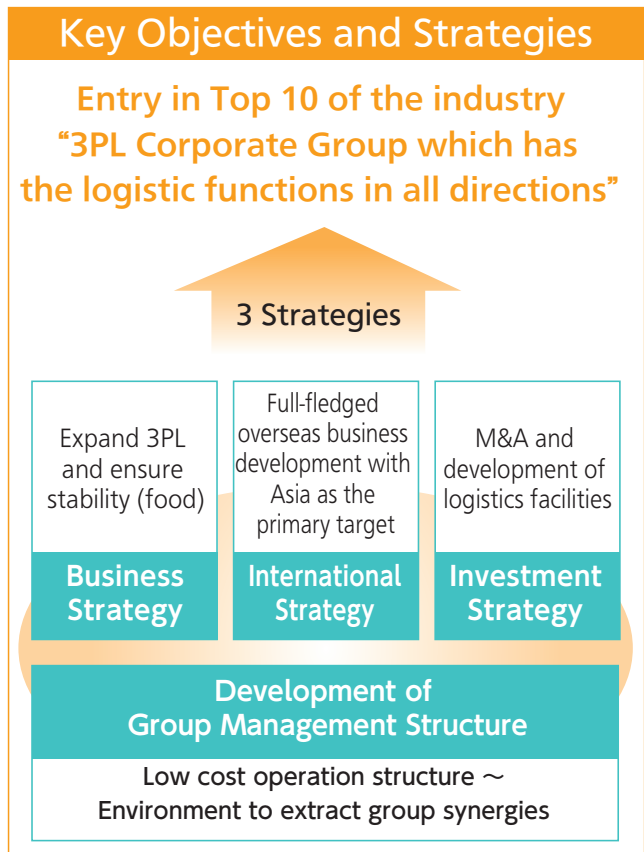 Key Objectives and Strategies
Entry in Top 10 of the industry
“3PL Corporate Group which has
the logistic functions in all directions”
3 Strategies
Expand 3PL
and ensure
stability (food)
Business
Strategy
Full-fledged
overseas business
development with
Asia as the
primary target
International
Strategy
M&A and
development of
logistics facilities
Investment
Strategy
Development of
Group Management Structure
Low cost operation structure ～
Environment to extract group synergies